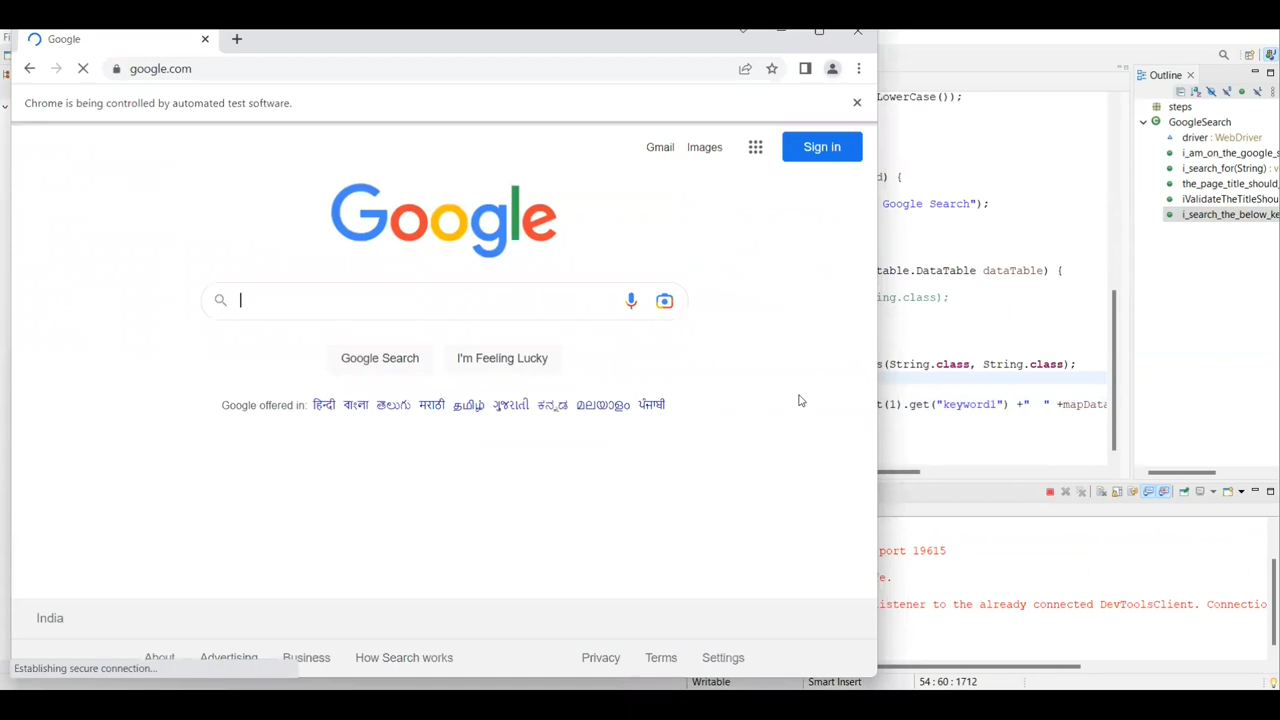 Google
google.com
Chrome is being controlled by automated test software.
Gmail Images Sign in
Google
Google Search I'm Feeling Lucky
Google offered in: हिन्दी বাংলা తెలుగు मराठी தமிழ் ગુજરાતી ಕನ್ನಡ മലയാളം ਪੰਜਾਬੀ
India
About Advertising Business How Search works Privacy Terms Settings
Establishing secure connection...
LowerCase());
) {
Google Search");
table.DataTable dataTable) {
ng.class);
s(String.class, String.class);
t(1).get("keyword1") +" " +mapData
Outline
steps
GoogleSearch
driver : WebDriver
i_am_on_the_google_s
i_search_for(String) : v
the_page_title_should_
iValidateTheTitleShou
i_search_the_below_ke
port 19615
istener to the already connected DevToolsClient. Connectio
Writable Smart Insert 54 : 60 : 1712